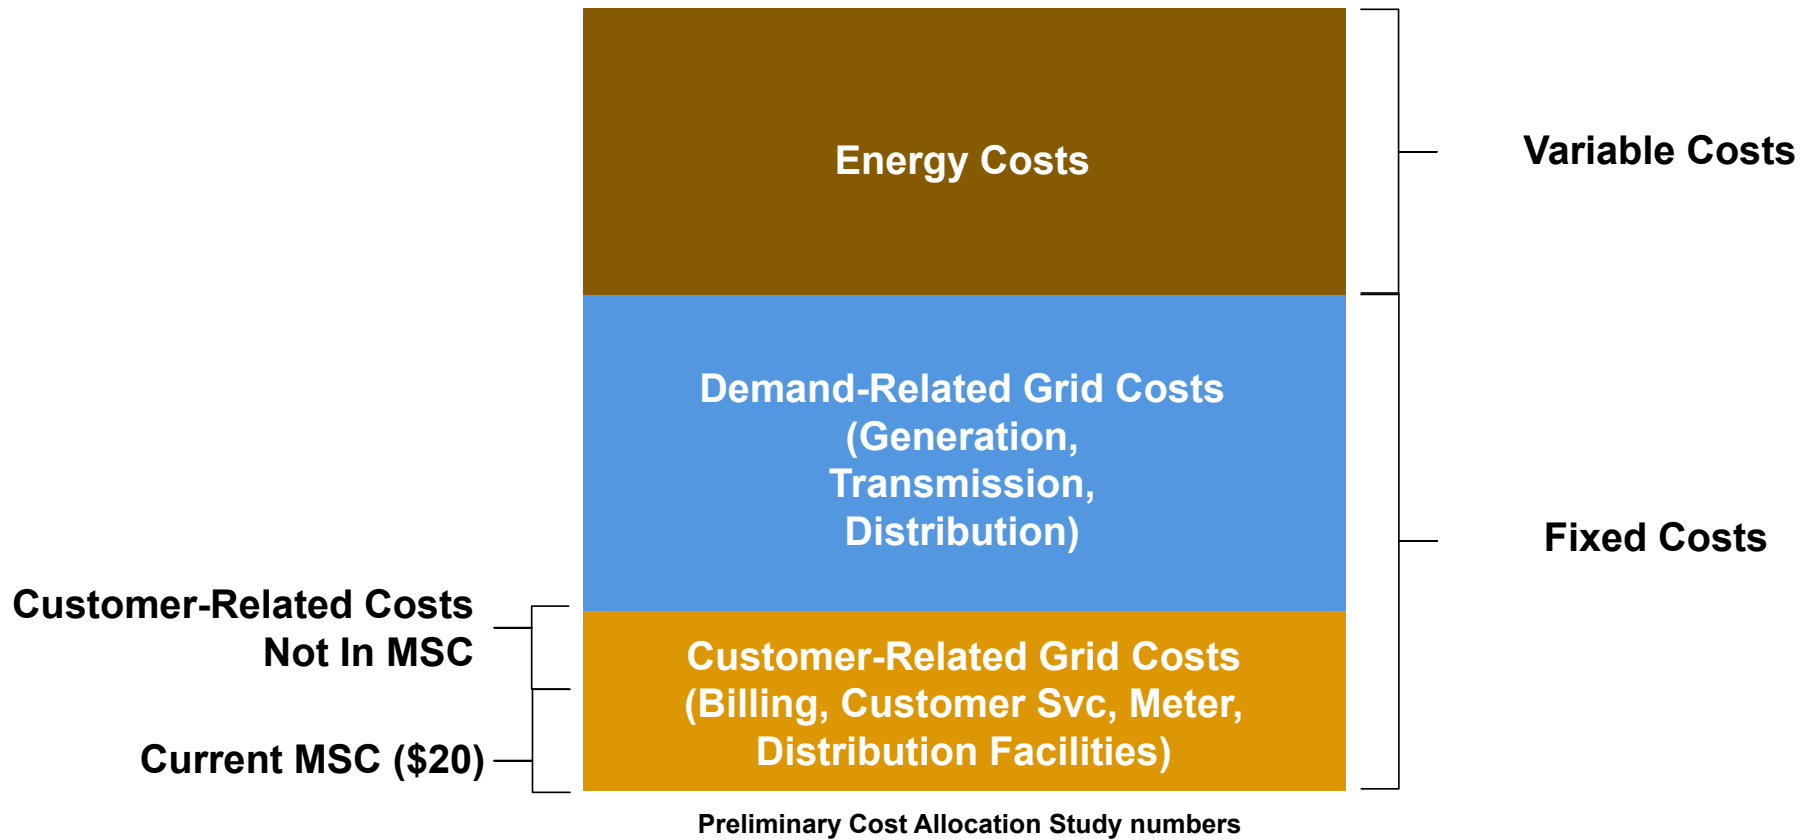 Energy Costs
Variable Costs
Demand-Related Grid Costs
(Generation,
Transmission,
Distribution)
Fixed Costs
Customer-Related Costs
Not In MSC
Customer-Related Grid Costs
(Billing, Customer Svc, Meter,
Distribution Facilities)
Current MSC ($20)
Preliminary Cost Allocation Study numbers